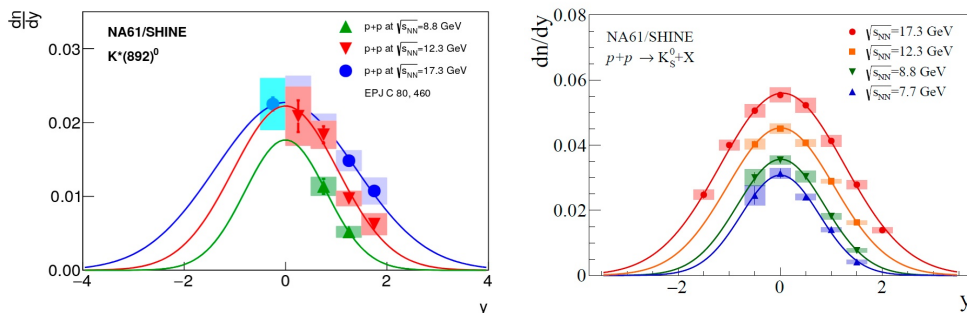 dn
dy
NA61/SHINE
K*(892)⁰
p+p at √sNN=8.8 GeV
p+p at √sNN=12.3 GeV
p+p at √sNN=17.3 GeV
EPJ C 80, 460
0.03
0.02
0.01
0.00
−4
−2
0
2
4
y
dn/dy
NA61/SHINE
p+p → K⁰S+X
√sNN=17.3 GeV
√sNN=12.3 GeV
√sNN=8.8 GeV
√sNN=7.7 GeV
0.08
0.06
0.04
0.02
0
−2
0
2
y